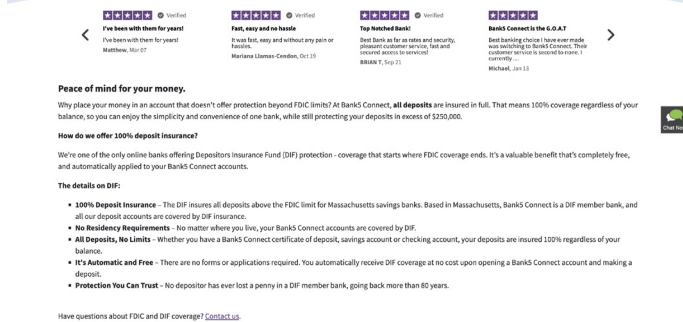 Verified
I've been with them for years!
I've been with them for years!
Matthew, Mar 07
Verified
Fast, easy and no hassle
It was fast, easy and without any pain or
hassles.
Mariana Llamas-Cendon, Oct 19
Verified
Top Notched Bank!
Best Bank as far as rates and security,
pleasant customer service, fast and
secured access to services!
BRIAN T, Sep 21
Bank5 Connect is the G.O.A.T
Best banking choice I have ever made
was switching to Bank5 Connect. Their
customer service is second to none. I
currently ...
Michael, Jan 13
Peace of mind for your money.
Why place your money in an account that doesn't offer protection beyond FDIC limits? At Bank5 Connect, all deposits are insured in full. That means 100% coverage regardless of your
balance, so you can enjoy the simplicity and convenience of one bank, while still protecting your deposits in excess of $250,000.
How do we offer 100% deposit insurance?
We're one of the only online banks offering Depositors Insurance Fund (DIF) protection - coverage that starts where FDIC coverage ends. It's a valuable benefit that's completely free,
and automatically applied to your Bank5 Connect accounts.
The details on DIF:
▪ 100% Deposit Insurance – The DIF insures all deposits above the FDIC limit for Massachusetts savings banks. Based in Massachusetts, Bank5 Connect is a DIF member bank, and
all our deposit accounts are covered by DIF insurance.
▪ No Residency Requirements – No matter where you live, your Bank5 Connect accounts are covered by DIF.
▪ All Deposits, No Limits – Whether you have a Bank5 Connect certificate of deposit, savings account or checking account, your deposits are insured 100% regardless of your
balance.
▪ It's Automatic and Free – There are no forms or applications required. You automatically receive DIF coverage at no cost upon opening a Bank5 Connect account and making a
deposit.
▪ Protection You Can Trust – No depositor has ever lost a penny in a DIF member bank, going back more than 80 years.
Have questions about FDIC and DIF coverage? Contact us.
Chat No